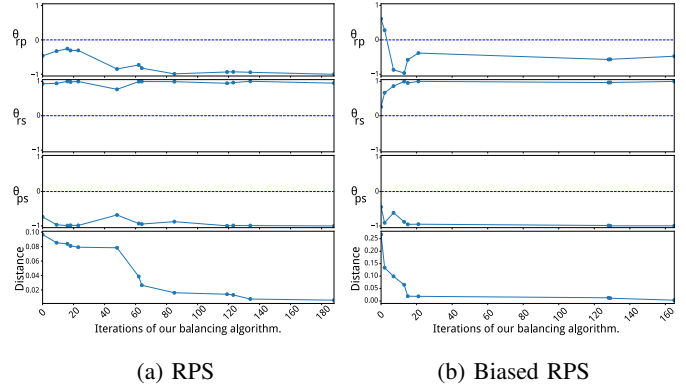 θrp
1
0
−1
θrs
1
0
−1
θps
1
0
−1
Distance
0.10
0.08
0.06
0.04
0.02
0 20 40 60 80 100 120 140 160 180
Iterations of our balancing algorithm.
(a) RPS
θrp
1
0
−1
θrs
1
0
−1
θps
1
0
−1
Distance
0.25
0.20
0.15
0.10
0.05
0.00
0 20 40 60 80 100 120 140 160
Iterations of our balancing algorithm.
(b) Biased RPS